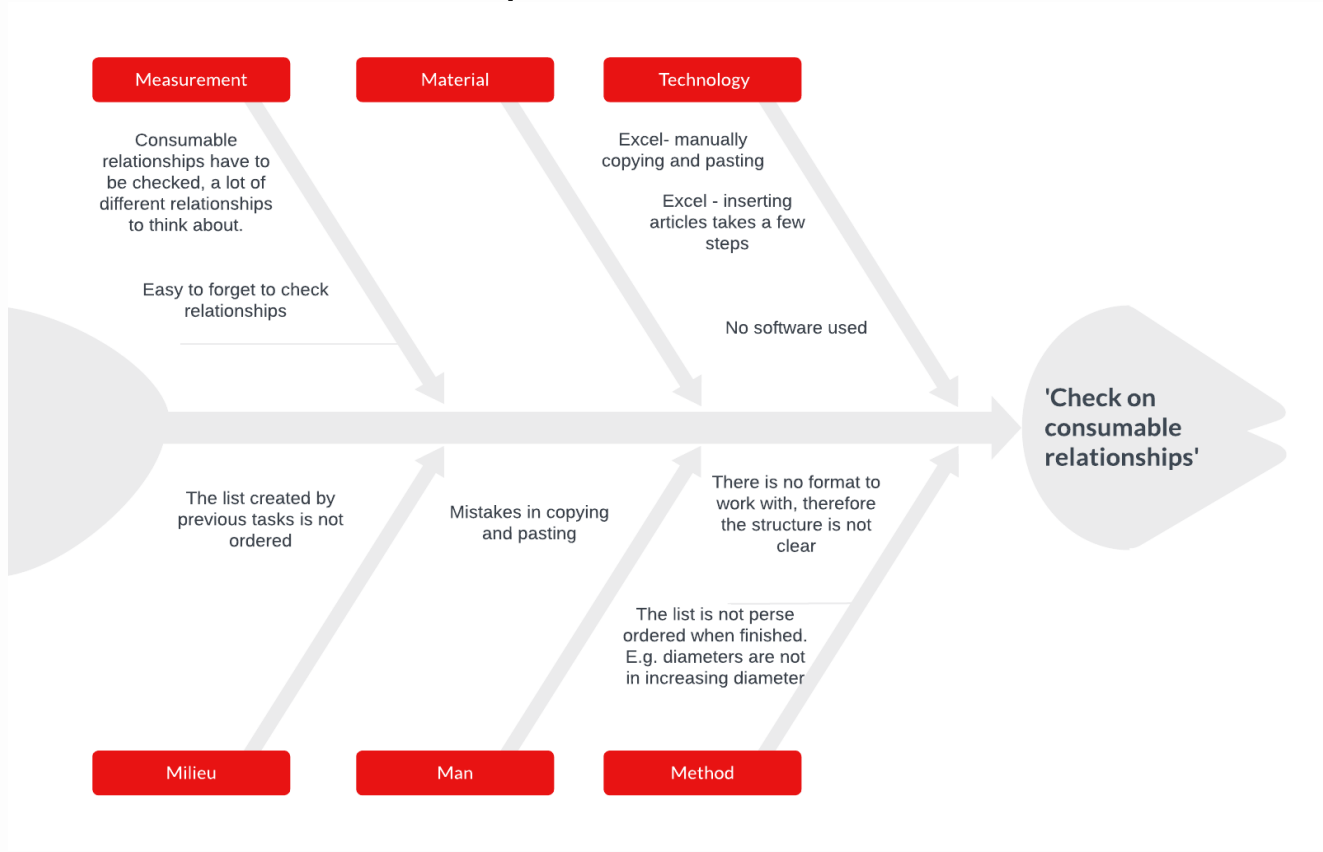 Measurement
Material
Technology
Consumable
relationships have to
be checked, a lot of
different relationships
to think about.
Easy to forget to check
relationships
Excel- manually
copying and pasting
Excel - inserting
articles takes a few
steps
No software used
'Check on
consumable
relationships'
The list created by
previous tasks is not
ordered
Mistakes in copying
and pasting
There is no format to
work with, therefore
the structure is not
clear
The list is not perse
ordered when finished.
E.g. diameters are not
in increasing diameter
Milieu
Man
Method